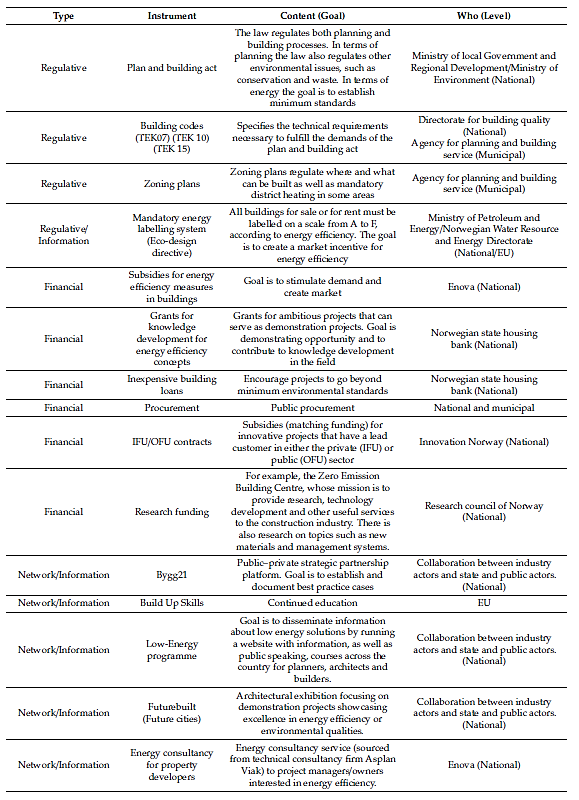 Type
Instrument
Content (Goal)
Who (Level)
Regulative
Plan and building act
The law regulates both planning and
building processes. In terms of
planning the law also regulates other
environmental issues, such as
conservation and waste. In terms of
energy the goal is to establish
minimum standards
Ministry of local Government and
Regional Development/Ministry of
Environment (National)
Regulative
Building codes
(TEK07) (TEK 10)
(TEK 15)
Specifies the technical requirements
necessary to fulfill the demands of the
plan and building act
Directorate for building quality
(National)
Agency for planning and building
service (Municipal)
Regulative
Zoning plans
Zoning plans regulate where and what
can be built as well as mandatory
district heating in some areas
Agency for planning and building
service (Municipal)
Regulative/
Information
Mandatory energy
labelling system
(Eco-design
directive)
All buildings for sale or for rent must be
labelled on a scale from A to F,
according to energy efficiency. The goal
is to create a market incentive for
energy efficiency
Ministry of Petroleum and
Energy/Norwegian Water Resource
and Energy Directorate
(National/EU)
Financial
Subsidies for energy
efficiency measures
in buildings
Goal is to stimulate demand and
create market
Enova (National)
Financial
Grants for
knowledge
development for
energy efficiency
concepts
Grants for ambitious projects that can
serve as demonstration projects. Goal is
demonstrating opportunity and to
contribute to knowledge development
in the field
Norwegian state housing
bank (National)
Financial
Inexpensive building
loans
Encourage projects to go beyond
minimum environmental standards
Norwegian state housing
bank (National)
Financial
Procurement
Public procurement
National and municipal
Financial
IFU/OFU contracts
Subsidies (matching funding) for
innovative projects that have a lead
customer in either the private (IFU) or
public (OFU) sector
Innovation Norway (National)
Financial
Research funding
For example, the Zero Emission
Building Centre, whose mission is to
provide research, technology
development and other useful services
to the construction industry. There is
also research on topics such as new
materials and management systems.
Research council of Norway
(National)
Network/Information
Bygg21
Public–private strategic partnership
platform. Goal is to establish and
document best practice cases
Collaboration between industry
actors and state and public actors.
(National)
Network/Information
Build Up Skills
Continued education
EU
Network/Information
Low-Energy
programme
Goal is to disseminate information
about low energy solutions by running
a website with information, as well as
public speaking, courses across the
country for planners, architects and
builders.
Collaboration between industry
actors and state and public actors.
(National)
Network/Information
Futurebuilt
(Future cities)
Architectural exhibition focusing on
demonstration projects showcasing
excellence in energy efficiency or
environmental qualities.
Collaboration between industry
actors and state and public actors.
(National)
Network/Information
Energy consultancy
for property
developers
Energy consultancy service (sourced
from technical consultancy firm Asplan
Viak) to project managers/owners
interested in energy efficiency.
Enova (National)